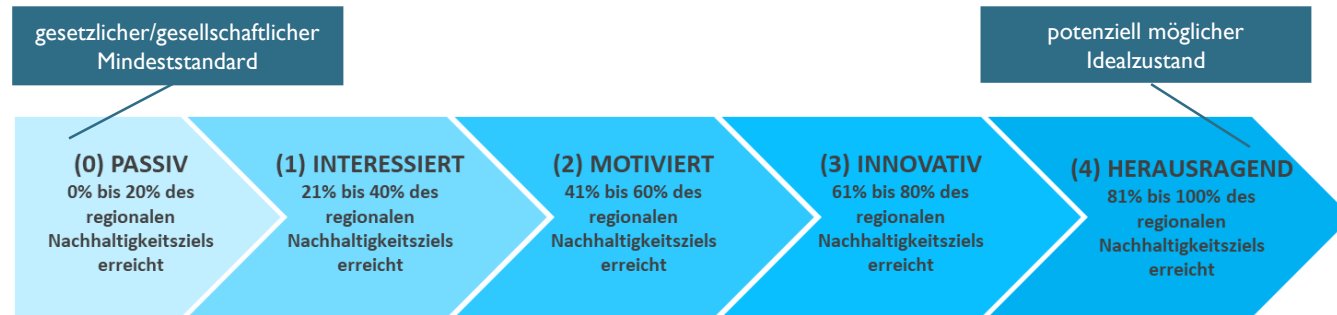 gesetzlicher/gesellschaftlicher
Mindeststandard
potenziell möglicher
Idealzustand
(0) PASSIV
0% bis 20% des
regionalen
Nachhaltigkeitsziels
erreicht
(1) INTERESSIERT
21% bis 40% des
regionalen
Nachhaltigkeitsziels
erreicht
(2) MOTIVIERT
41% bis 60% des
regionalen
Nachhaltigkeitsziels
erreicht
(3) INNOVATIV
61% bis 80% des
regionalen
Nachhaltigkeitsziels
erreicht
(4) HERAUSRAGEND
81% bis 100% des
regionalen
Nachhaltigkeitsziels
erreicht